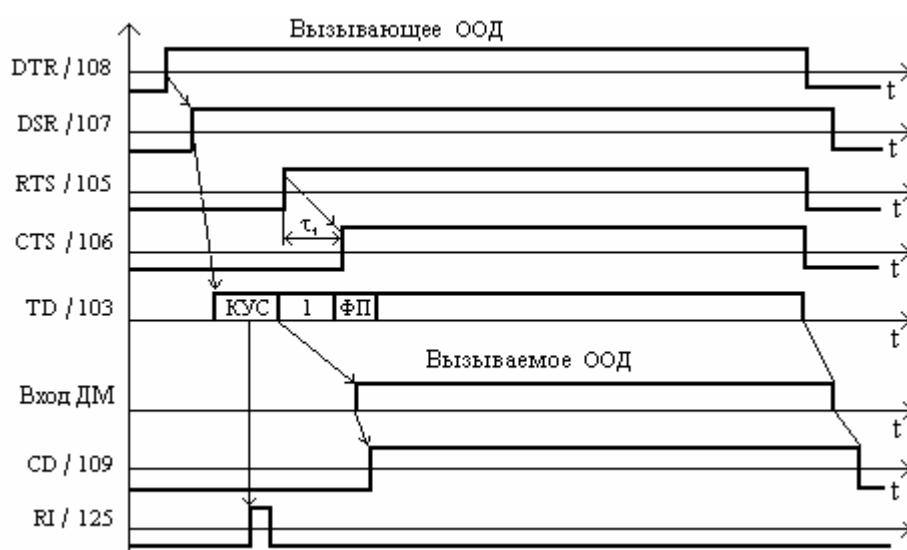 Вызывающее ООД
DTR / 108
t
DSR / 107
t
RTS / 105
t
τ₁
CTS / 106
t
TD / 103
КУС 1 ФП
t
Вызываемое ООД
Вход ДМ
t
CD / 109
t
RI / 125
t